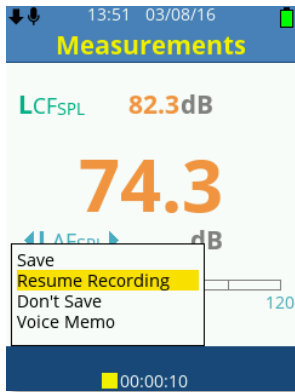 13:51 03/08/16
Measurements
LCFSPL 82.3dB
74.3
LAFSPL dB
Save
Resume Recording
Don't Save
Voice Memo
120
00:00:10